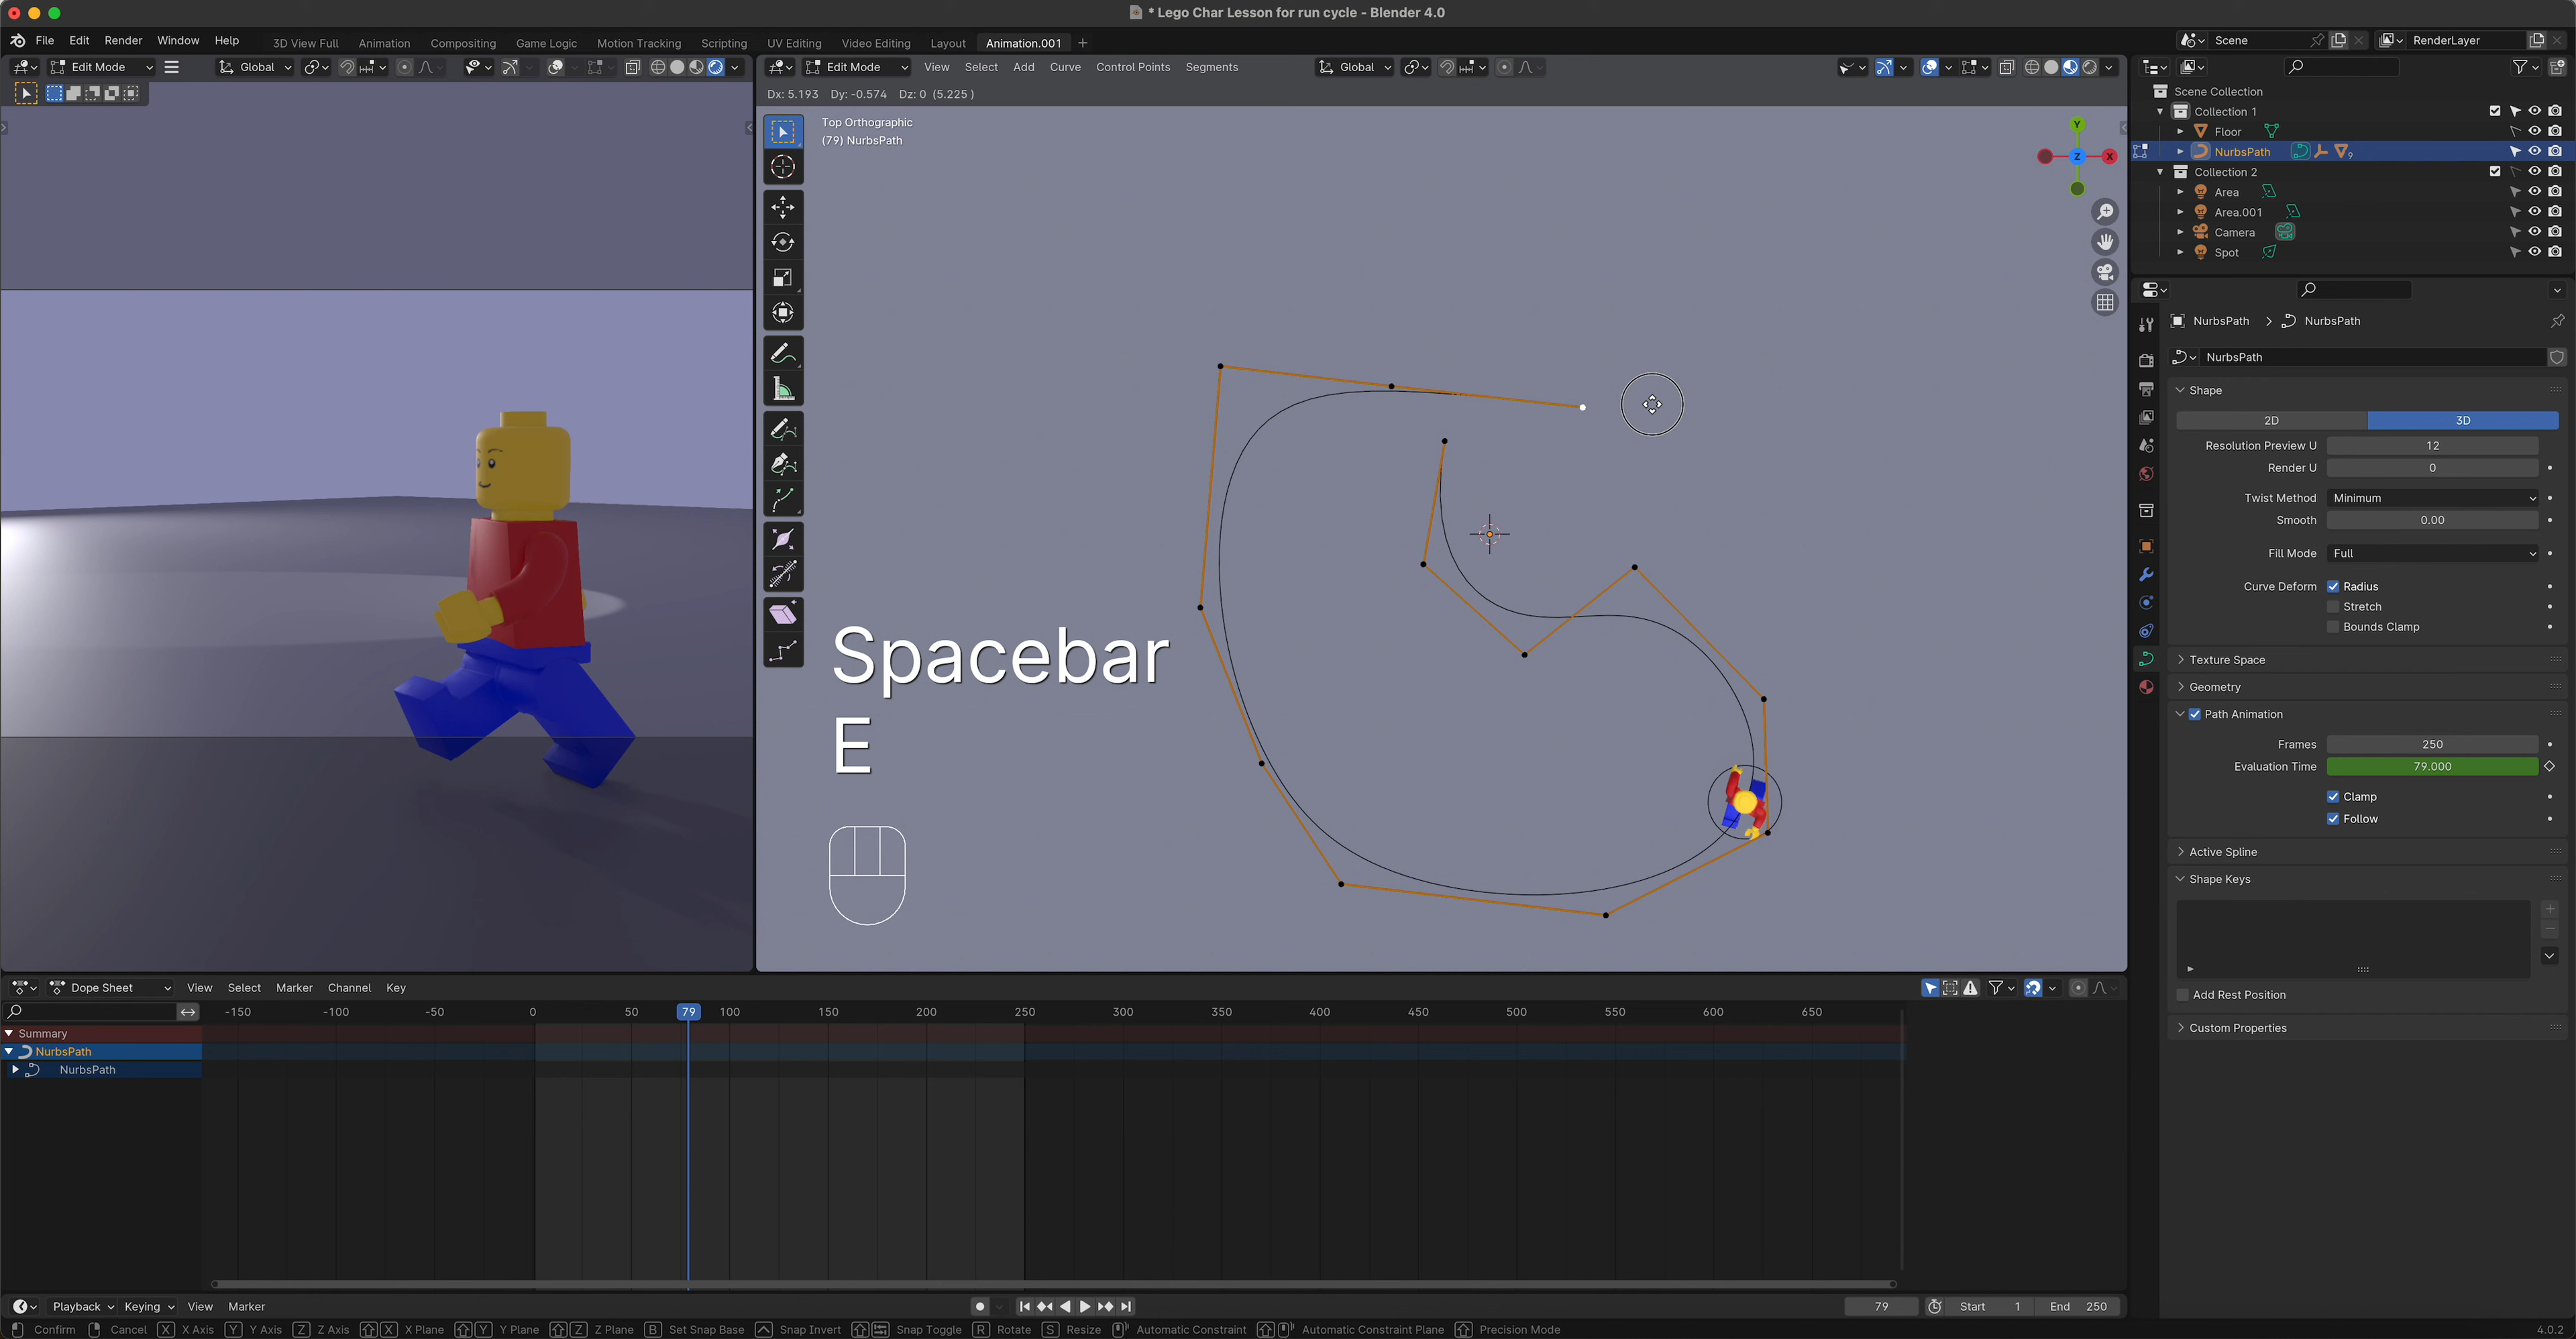 * Lego Char Lesson for run cycle - Blender 4.0
File Edit Render Window Help 3D View Full Animation Compositing Game Logic Motion Tracking Scripting UV Editing Video Editing Layout Animation.001 + Scene RenderLayer
Edit Mode Global Edit Mode View Select Add Curve Control Points Segments Global
Dx: 5.193 Dy: -0.574 Dz: 0 (5.225 )
Top Orthographic
(79) NurbsPath
Y
Z
X
Spacebar
E
Scene Collection
Collection 1
Floor
NurbsPath 9
Collection 2
Area
Area.001
Camera
Spot
NurbsPath > NurbsPath
NurbsPath
Shape
2D 3D
Resolution Preview U 12
Render U 0
Twist Method Minimum
Smooth 0.00
Fill Mode Full
Curve Deform Radius
Stretch
Bounds Clamp
Texture Space
Geometry
Path Animation
Frames 250
Evaluation Time 79.000
Clamp
Follow
Active Spline
Shape Keys
Add Rest Position
Custom Properties
Dope Sheet View Select Marker Channel Key
-150 -100 -50 0 50 79 100 150 200 250 300 350 400 450 500 550 600 650
Summary
NurbsPath
NurbsPath
Playback Keying View Marker 79 Start 1 End 250
Confirm Cancel X X Axis Y Y Axis Z Z Axis X X Plane Y Y Plane Z Z Plane B Set Snap Base Snap Invert Snap Toggle R Rotate S Resize Automatic Constraint Automatic Constraint Plane Precision Mode 4.0.2